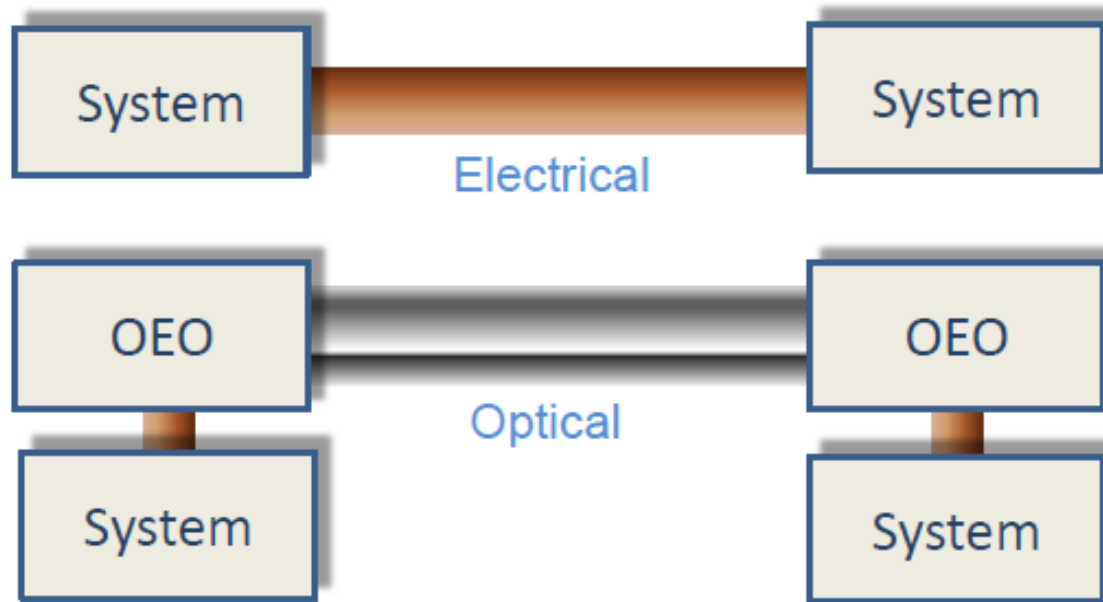 System
System
Electrical
OEO
OEO
Optical
System
System